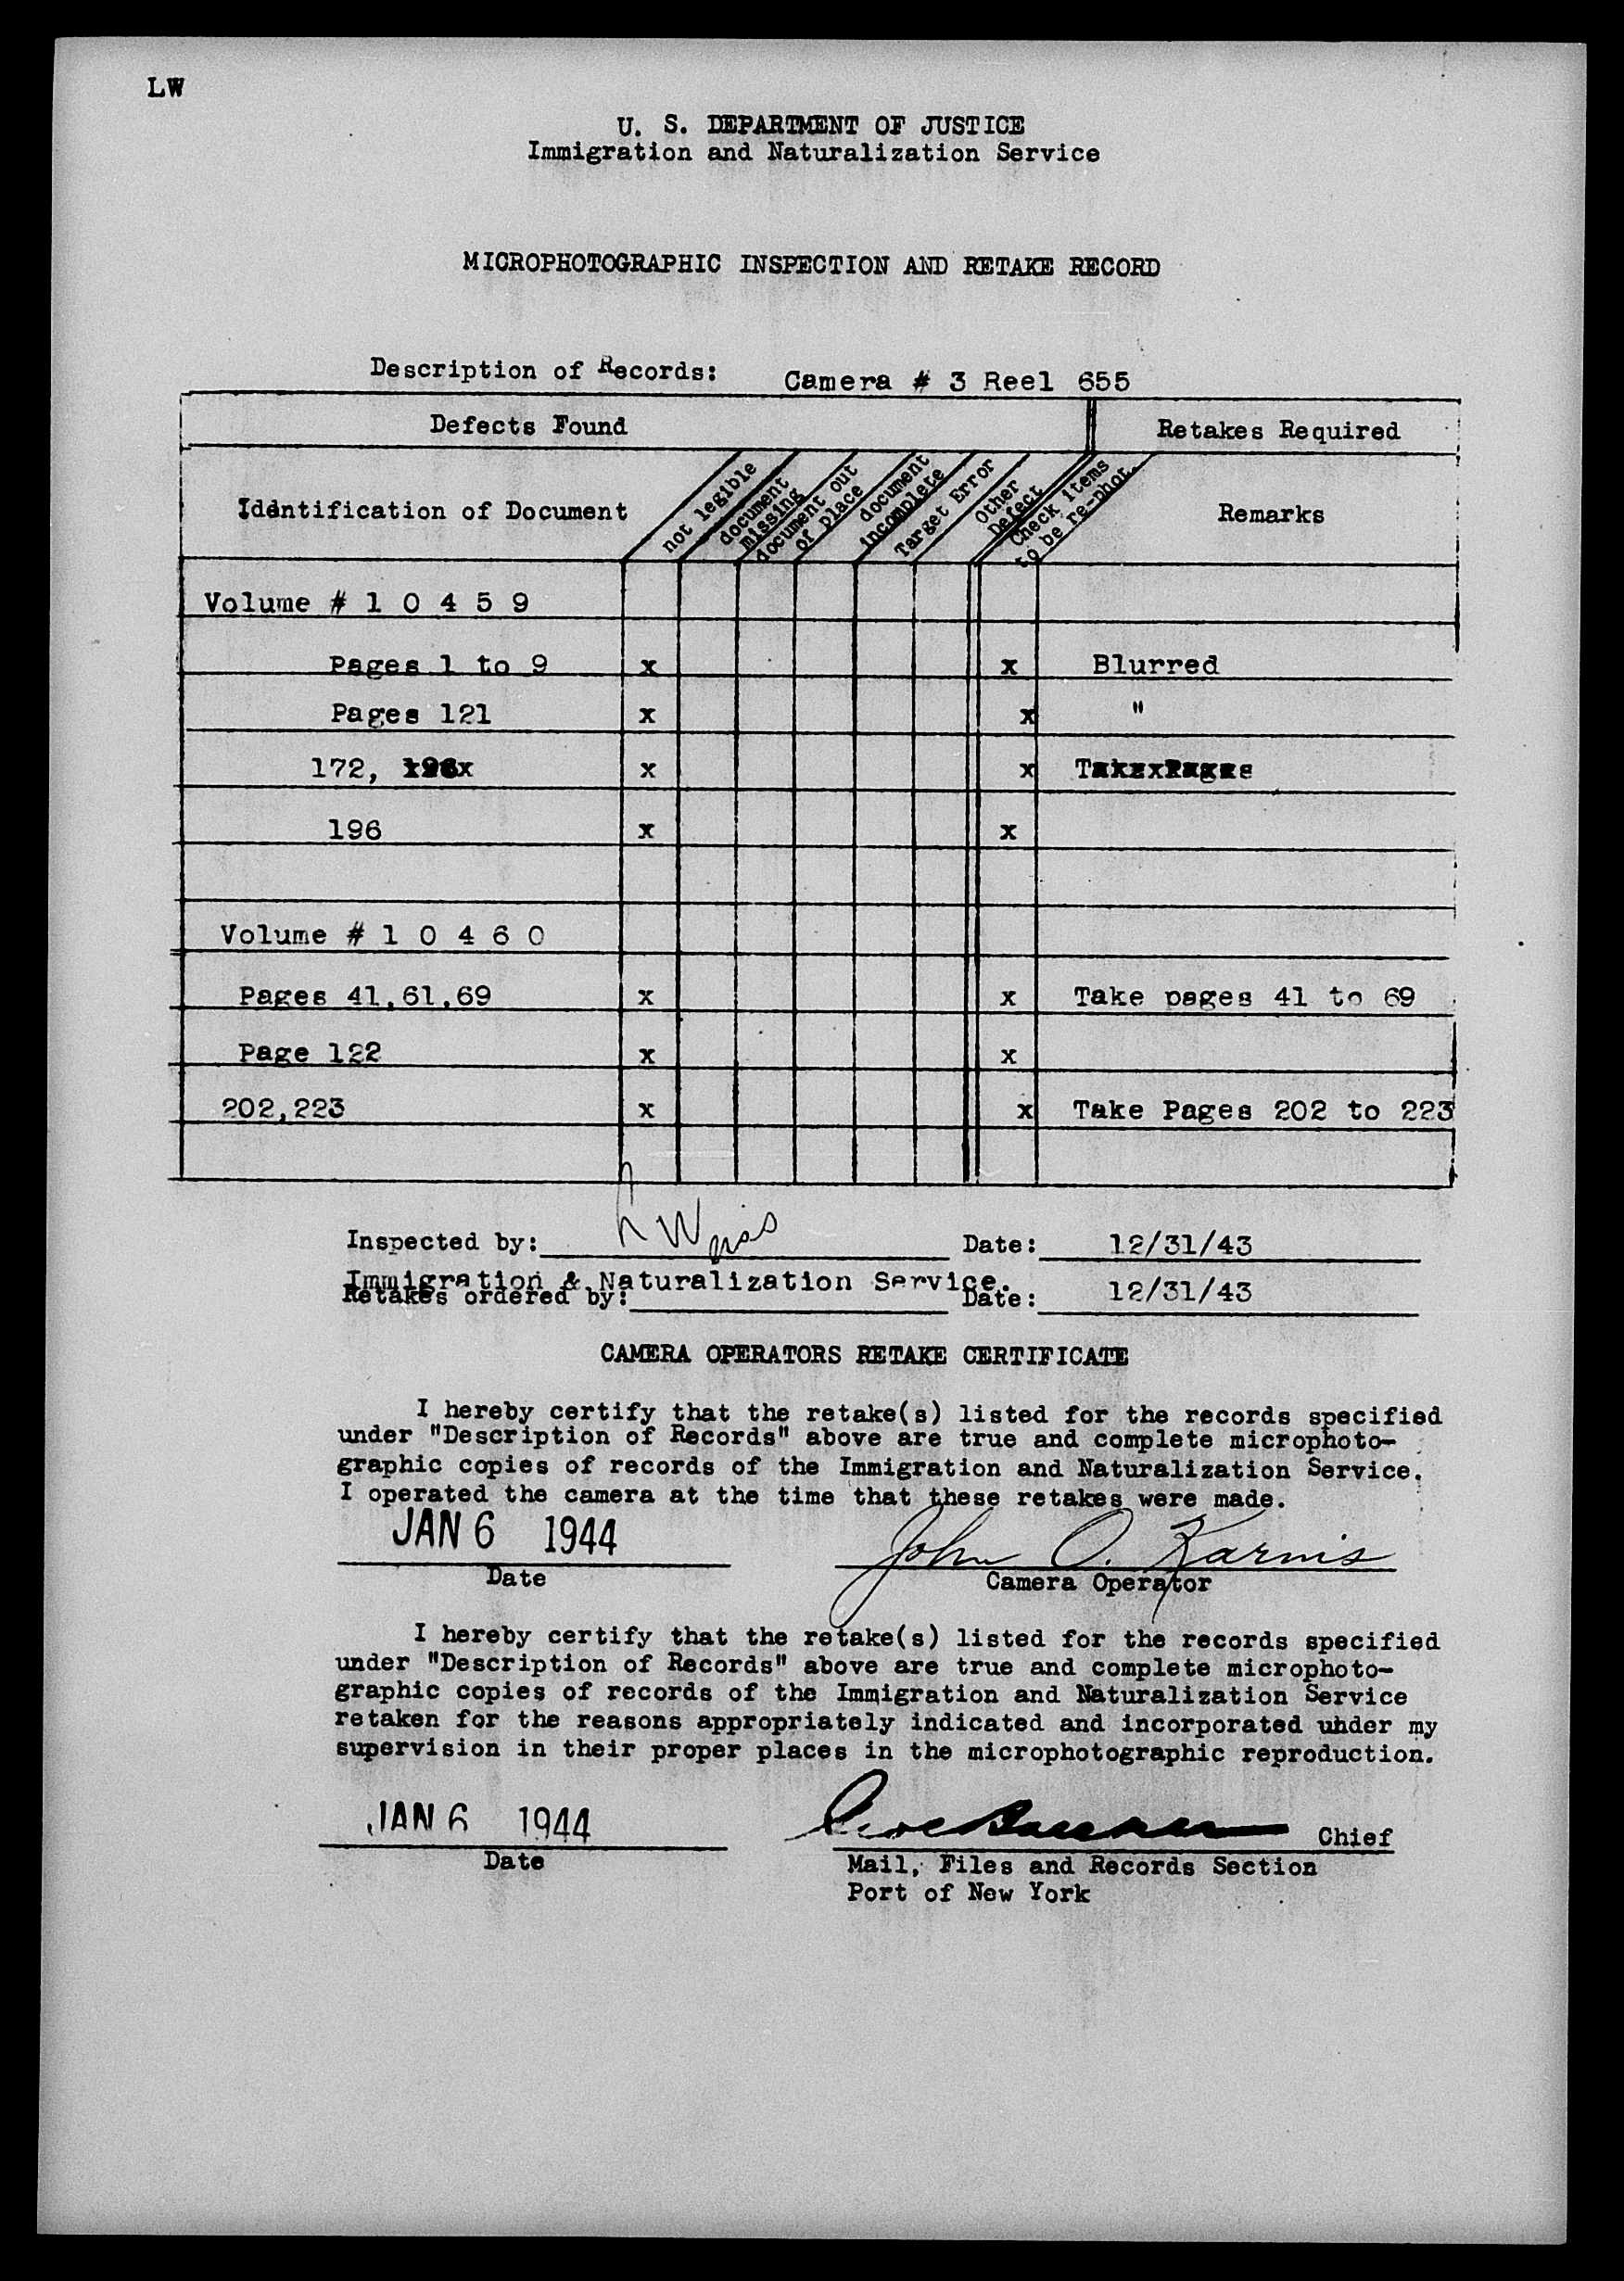 LW
U. S. DEPARTMENT OF JUSTICE
Immigration and Naturalization Service
MICROPHOTOGRAPHIC INSPECTION AND RETAKE RECORD
Description of Records: Camera # 3 Reel 655
Defects Found Retakes Required
Identification of Document
not legible
document missing
document out of place
document incomplete
Target Error
Other Defect
Check items to be re-phot.
Remarks
Volume # 1 0 4 5 9
Pages 1 to 9 x x Blurred
Pages 121 x x "
172, x x
196 x x
Volume # 1 0 4 6 0
Pages 41,61,69 x x Take pages 41 to 69
Page 122 x x
202,223 x x Take Pages 202 to 223
Inspected by: L Weiss Date: 12/31/43
Immigration & Naturalization Service.
Retakes ordered by: Date: 12/31/43
CAMERA OPERATORS RETAKE CERTIFICATE
I hereby certify that the retake(s) listed for the records specified
under "Description of Records" above are true and complete microphoto-
graphic copies of records of the Immigration and Naturalization Service.
I operated the camera at the time that these retakes were made.
JAN 6 1944 John O. Karnis
Date Camera Operator
I hereby certify that the retake(s) listed for the records specified
under "Description of Records" above are true and complete microphoto-
graphic copies of records of the Immigration and Naturalization Service
retaken for the reasons appropriately indicated and incorporated under my
supervision in their proper places in the microphotographic reproduction.
JAN 6 1944 Chief
Date Mail, Files and Records Section
Port of New York